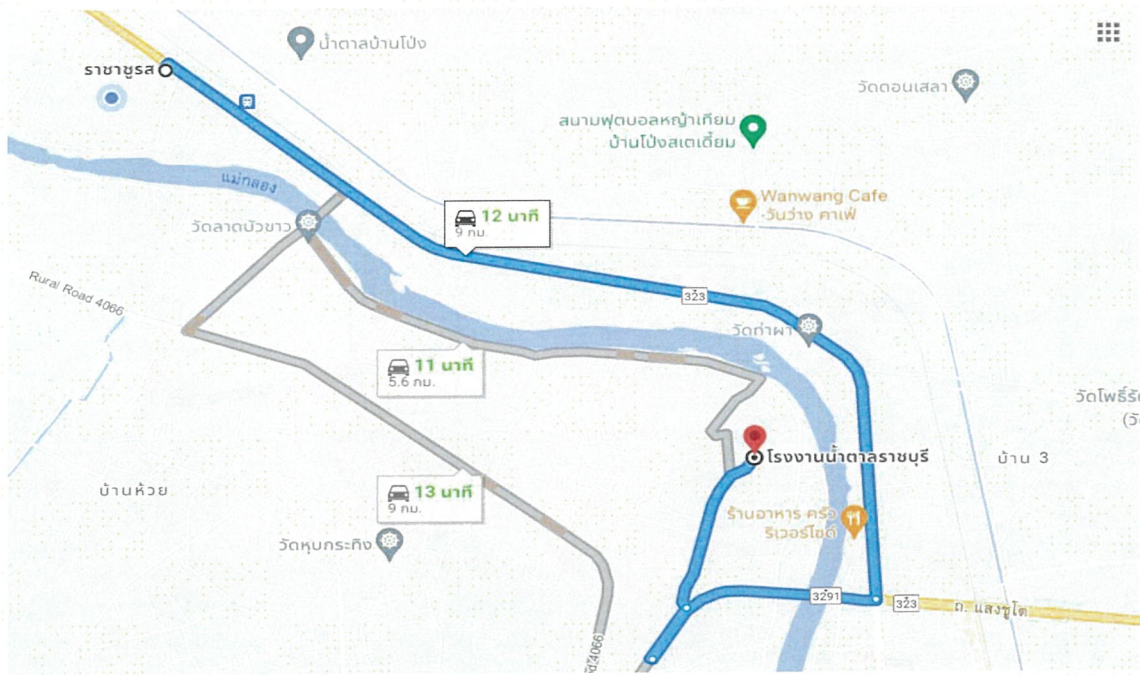 น้ำตาลบ้านโป่ง
ราชาชูรส
วัดดอนเสลา
สนามฟุตบอลหญ้าเทียม
บ้านโป่งสเตเดี้ยม
แม่กลอง
Wanwang Cafe
-วันว่าง คาเฟ่
12 นาที
9 กม.
วัดลาดบัวขาว
Rural Road 4066
323
วัดท่าผา
11 นาที
5.6 กม.
วัดโพธิ์รั
(วั
โรงงานน้ำตาลราชบุรี
บ้าน 3
บ้านห้วย
13 นาที
9 กม.
ร้านอาหาร ครัว
ริเวอร์ไซด์
วัดหุบกระทิง
3291
323
ถ. แสงชูโต
4066